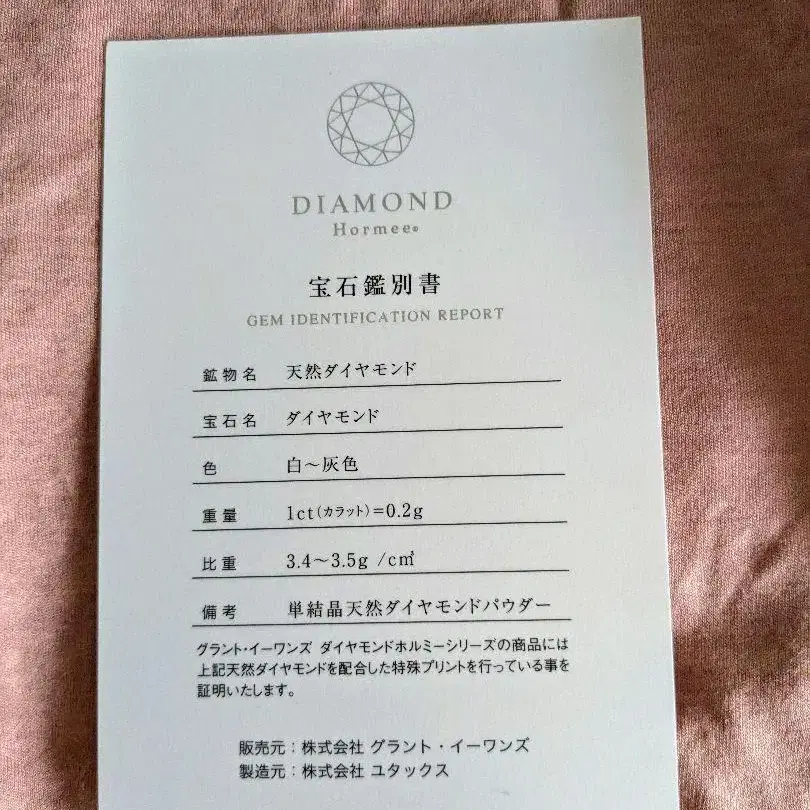 DIAMOND
Hormee®
宝石鑑別書
GEM IDENTIFICATION REPORT
鉱物名 天然ダイヤモンド
宝石名 ダイヤモンド
色 白～灰色
重量 1ct(カラット)=0.2g
比重 3.4～3.5g /cm³
備考 単結晶天然ダイヤモンドパウダー
グラント・イーワンズ ダイヤモンドホルミーシリーズの商品には
上記天然ダイヤモンドを配合した特殊プリントを行っている事を
証明いたします。
販売元：株式会社 グラント・イーワンズ
製造元：株式会社 ユタックス